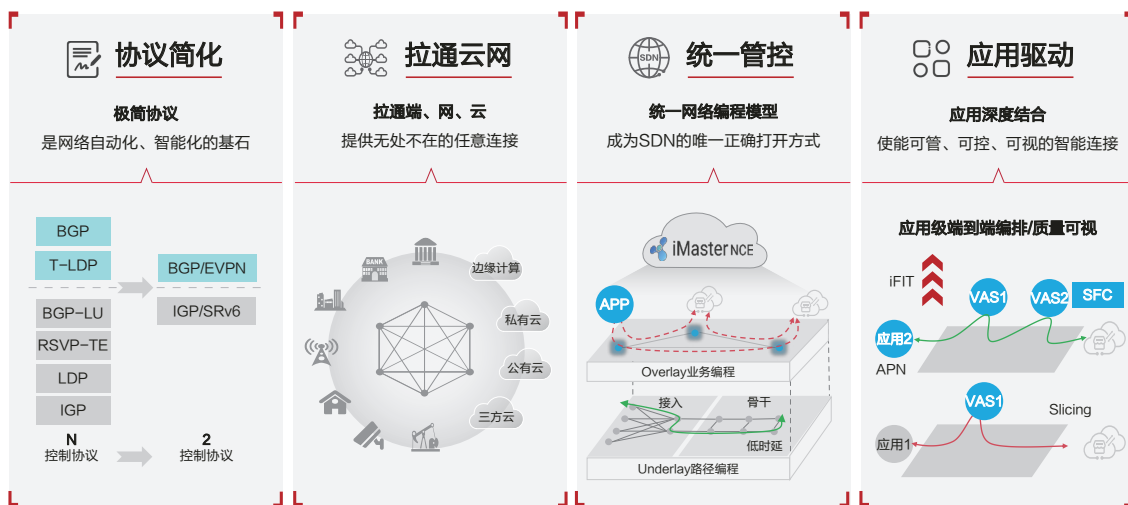 协议简化
极简协议
是网络自动化、智能化的基石
BGP
T-LDP
BGP-LU
RSVP-TE
LDP
IGP
BGP/EVPN
IGP/SRv6
N
控制协议
2
控制协议
拉通云网
拉通端、网、云
提供无处不在的任意连接
BANK
边缘计算
私有云
公有云
三方云
SDN
统一管控
统一网络编程模型
成为SDN的唯一正确打开方式
iMaster NCE
APP
Overlay业务编程
接入
骨干
低时延
Underlay路径编程
应用驱动
应用深度结合
使能可管、可控、可视的智能连接
应用级端到端编排/质量可视
iFIT
VAS1
VAS2
SFC
应用2
APN
VAS1
Slicing
应用1